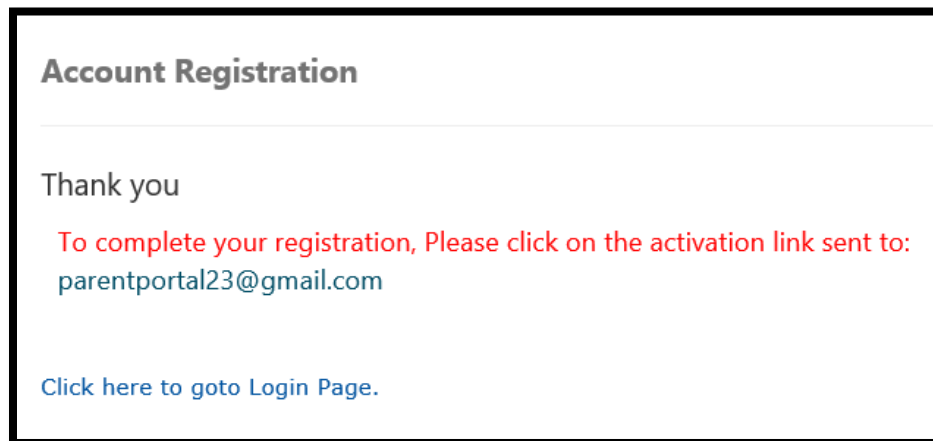 Account Registration
Thank you
To complete your registration, Please click on the activation link sent to:
parentportal23@gmail.com
Click here to goto Login Page.